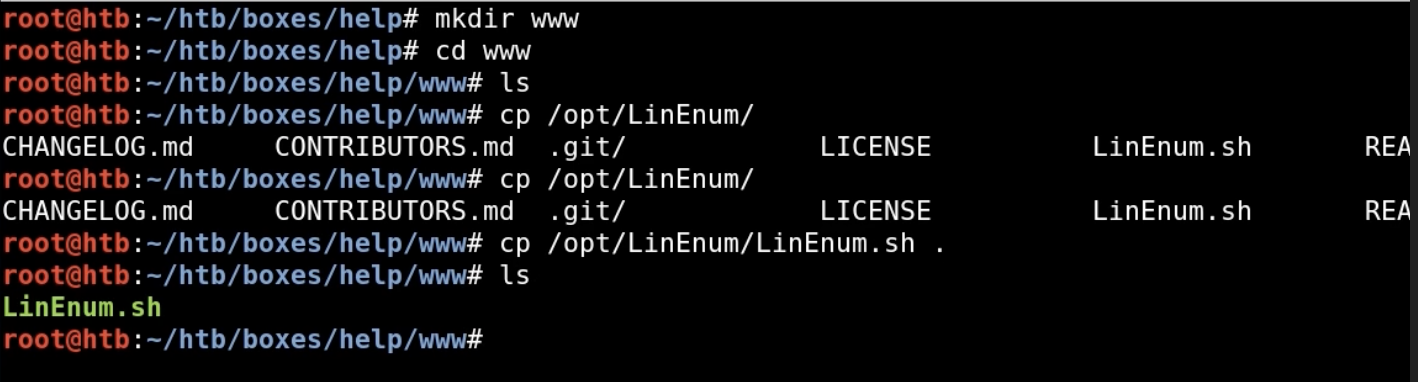 root@htb:~/htb/boxes/help# mkdir www
root@htb:~/htb/boxes/help# cd www
root@htb:~/htb/boxes/help/www# ls
root@htb:~/htb/boxes/help/www# cp /opt/LinEnum/
CHANGELOG.md     CONTRIBUTORS.md  .git/            LICENSE          LinEnum.sh       REA
root@htb:~/htb/boxes/help/www# cp /opt/LinEnum/
CHANGELOG.md     CONTRIBUTORS.md  .git/            LICENSE          LinEnum.sh       REA
root@htb:~/htb/boxes/help/www# cp /opt/LinEnum/LinEnum.sh .
root@htb:~/htb/boxes/help/www# ls
LinEnum.sh
root@htb:~/htb/boxes/help/www#